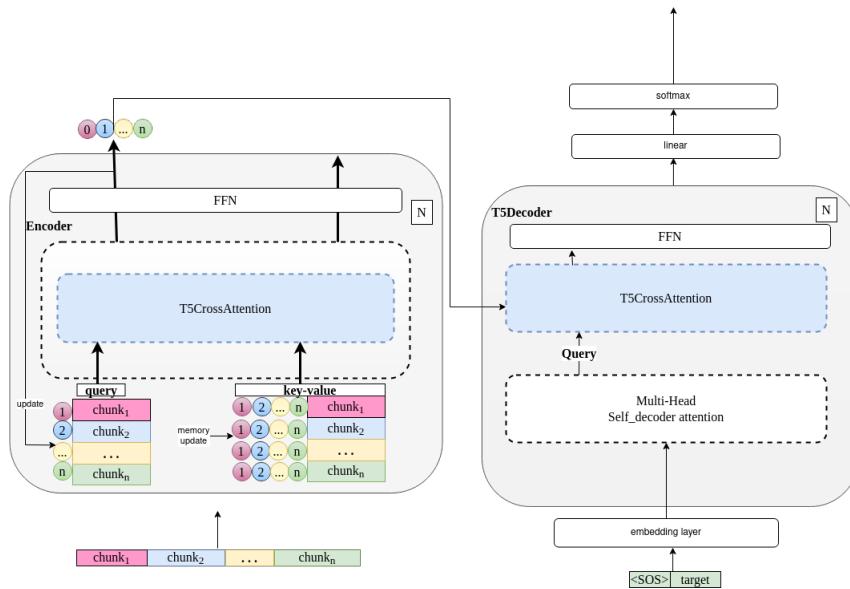 softmax
linear
0 1 ... n
FFN
N
Encoder
T5CrossAttention
query
key-value
update
1 chunk1
2 chunk2
... ...
n chunkn
memory
update
1 2 ... n chunk1
1 2 ... n chunk2
1 2 ... n ...
1 2 ... n chunkn
chunk1 chunk2 ... chunkn
T5Decoder
N
FFN
T5CrossAttention
Query
Multi-Head
Self_decoder attention
embedding layer
<SOS> target